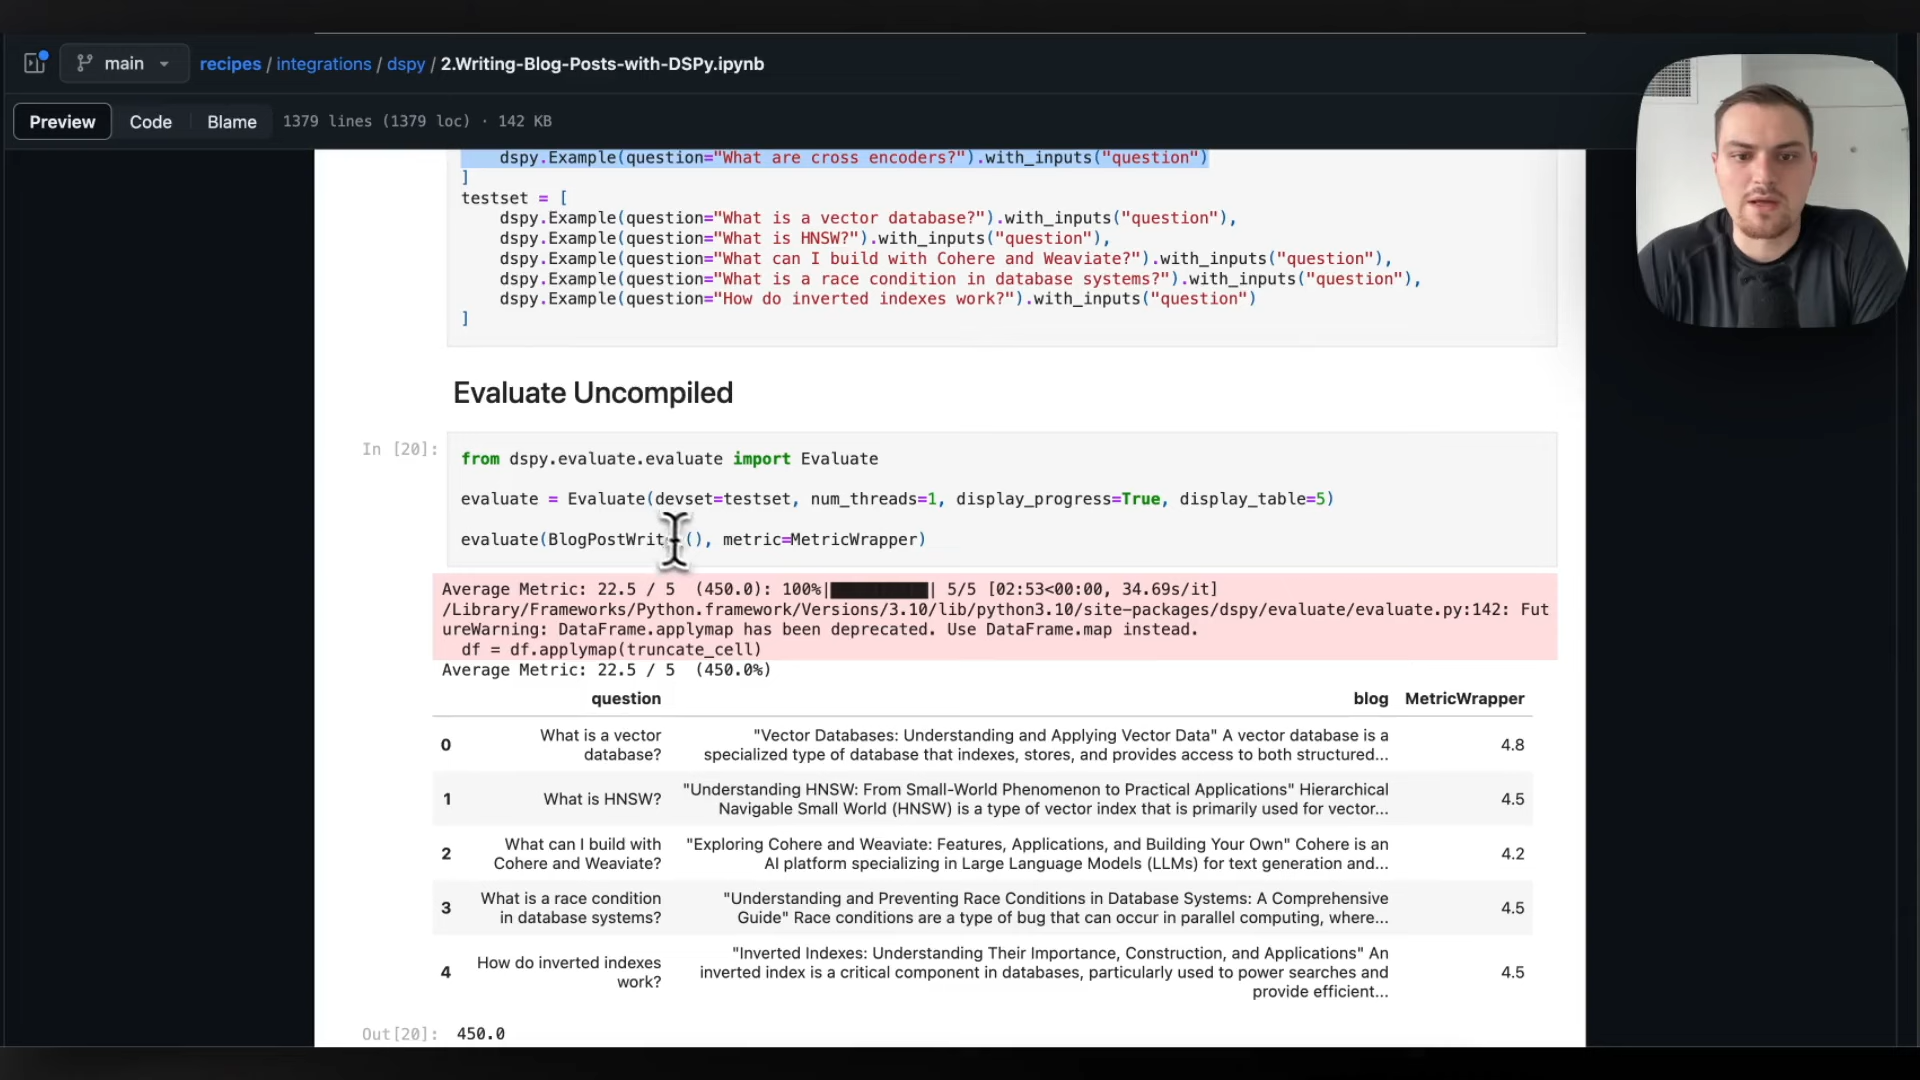 main
recipes / integrations / dspy / 2.Writing-Blog-Posts-with-DSPy.ipynb
Preview Code Blame 1379 lines (1379 loc) · 142 KB
dspy.Example(question="What are cross encoders?").with_inputs("question")
]
testset = [
dspy.Example(question="What is a vector database?").with_inputs("question"),
dspy.Example(question="What is HNSW?").with_inputs("question"),
dspy.Example(question="What can I build with Cohere and Weaviate?").with_inputs("question"),
dspy.Example(question="What is a race condition in database systems?").with_inputs("question"),
dspy.Example(question="How do inverted indexes work?").with_inputs("question")
]
Evaluate Uncompiled
In [20]:
from dspy.evaluate.evaluate import Evaluate
evaluate = Evaluate(devset=testset, num_threads=1, display_progress=True, display_table=5)
evaluate(BlogPostWriter(), metric=MetricWrapper)
Average Metric: 22.5 / 5 (450.0): 100%|██████████| 5/5 [02:53<00:00, 34.69s/it]
/Library/Frameworks/Python.framework/Versions/3.10/lib/python3.10/site-packages/dspy/evaluate/evaluate.py:142: Fut
ureWarning: DataFrame.applymap has been deprecated. Use DataFrame.map instead.
df = df.applymap(truncate_cell)
Average Metric: 22.5 / 5 (450.0%)
question blog MetricWrapper
0 What is a vector database? "Vector Databases: Understanding and Applying Vector Data" A vector database is a
specialized type of database that indexes, stores, and provides access to both structured... 4.8
1 What is HNSW? "Understanding HNSW: From Small-World Phenomenon to Practical Applications" Hierarchical
Navigable Small World (HNSW) is a type of vector index that is primarily used for vector... 4.5
2 What can I build with Cohere and Weaviate? "Exploring Cohere and Weaviate: Features, Applications, and Building Your Own" Cohere is an
AI platform specializing in Large Language Models (LLMs) for text generation and... 4.2
3 What is a race condition in database systems? "Understanding and Preventing Race Conditions in Database Systems: A Comprehensive
Guide" Race conditions are a type of bug that can occur in parallel computing, where... 4.5
4 How do inverted indexes work? "Inverted Indexes: Understanding Their Importance, Construction, and Applications" An
inverted index is a critical component in databases, particularly used to power searches and
provide efficient... 4.5
Out[20]: 450.0